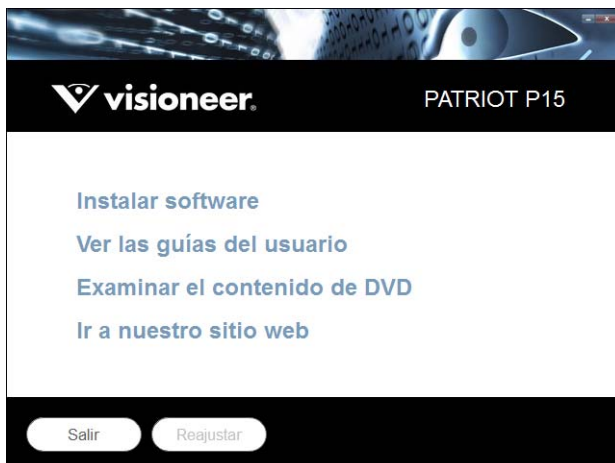 visioneer.
PATRIOT P15
Instalar software
Ver las guías del usuario
Examinar el contenido de DVD
Ir a nuestro sitio web
Salir
Reajustar